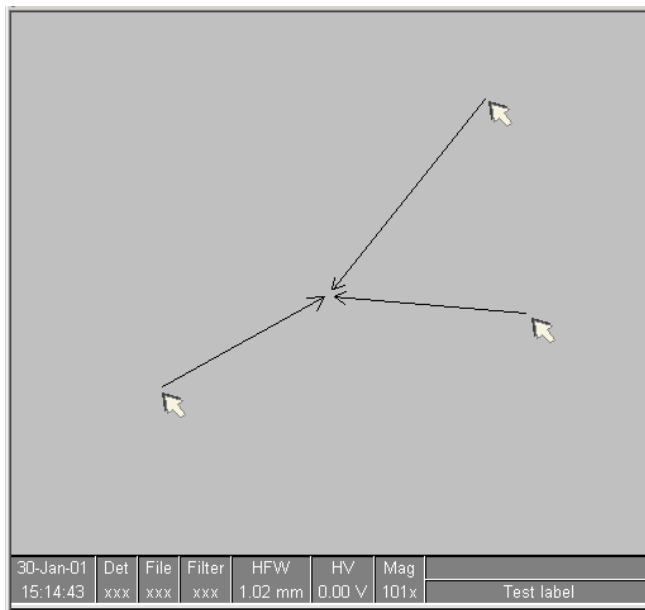 30-Jan-01 Det File Filter HFW HV Mag
15:14:43 xxx xxx xxx 1.02 mm 0.00 V 101x Test label